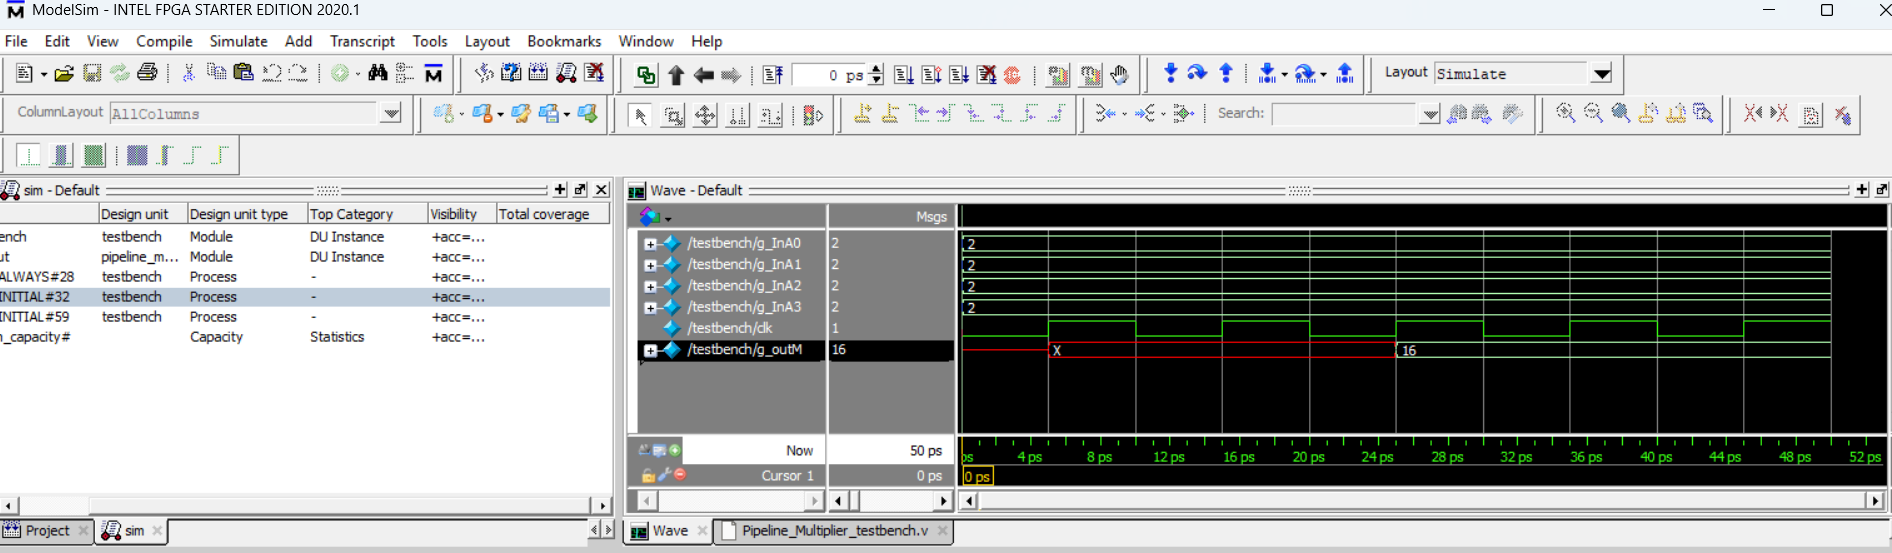 ModelSim - INTEL FPGA STARTER EDITION 2020.1
File Edit View Compile Simulate Add Transcript Tools Layout Bookmarks Window Help
0 ps
Layout Simulate
ColumnLayout AllColumns
Search:
sim - Default
Design unit Design unit type Top Category Visibility Total coverage
ench testbench Module DU Instance +acc=...
ut pipeline_m... Module DU Instance +acc=...
ALWAYS#28 testbench Process - +acc=...
INITIAL#32 testbench Process - +acc=...
INITIAL#59 testbench Process - +acc=...
n_capacity# Capacity Statistics +acc=...
Project sim
Wave - Default
Msgs
/testbench/g_InA0 2 2
/testbench/g_InA1 2 2
/testbench/g_InA2 2 2
/testbench/g_InA3 2 2
/testbench/clk 1
/testbench/g_outM 16 X 16
Now 50 ps ps 4 ps 8 ps 12 ps 16 ps 20 ps 24 ps 28 ps 32 ps 36 ps 40 ps 44 ps 48 ps 52 ps
Cursor 1 0 ps 0 ps
Wave Pipeline_Multiplier_testbench.v